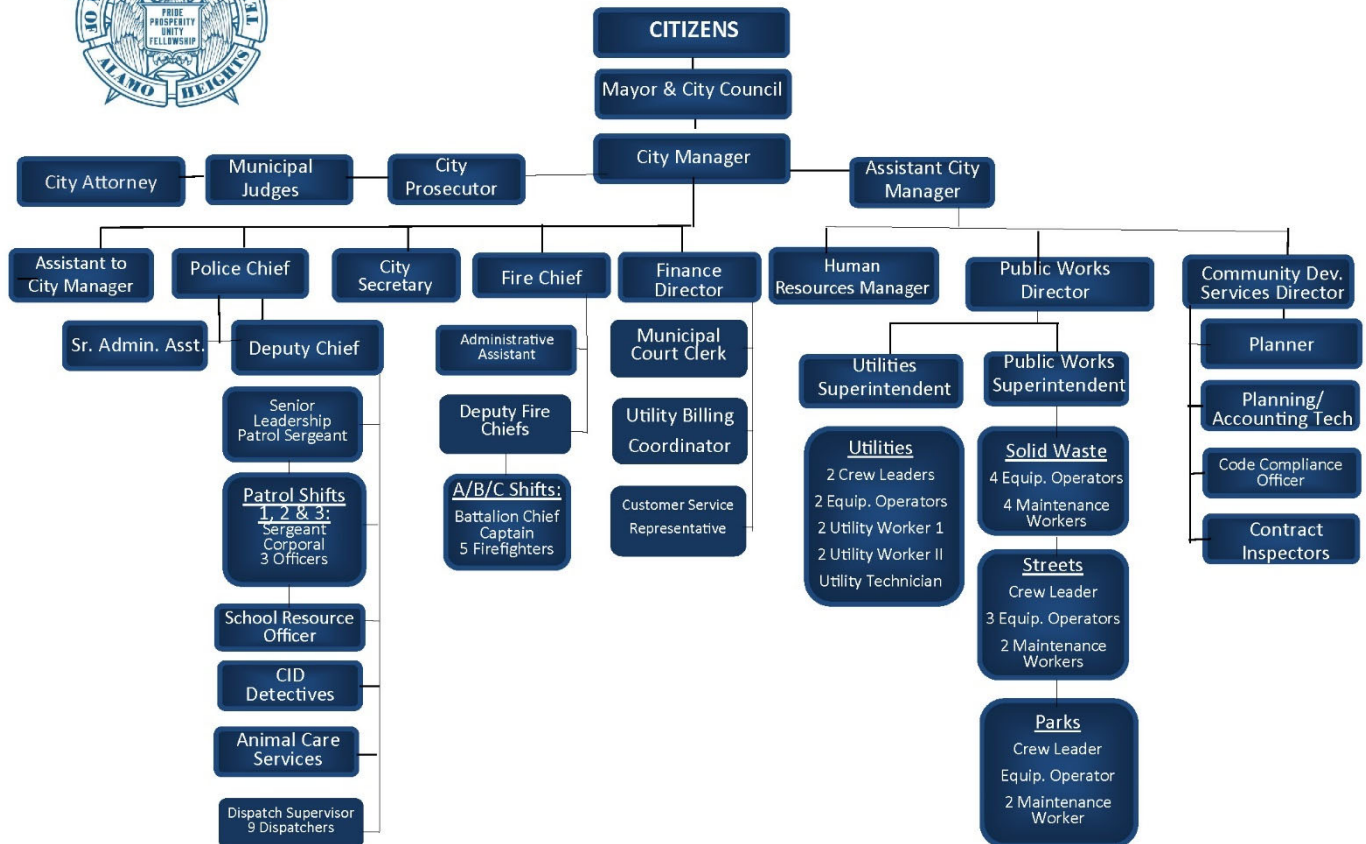 PRIDE
PROSPERITY
UNITY
FELLOWSHIP
ALAMO HEIGHTS
CITIZENS
Mayor & City Council
City Manager
City Attorney
Municipal
Judges
City
Prosecutor
Assistant City
Manager
Assistant to
City Manager
Police Chief
City
Secretary
Fire Chief
Finance
Director
Human
Resources Manager
Public Works
Director
Community Dev.
Services Director
Sr. Admin. Asst.
Deputy Chief
Senior
Leadership
Patrol Sergeant
Patrol Shifts
1, 2 & 3:
Sergeant
Corporal
3 Officers
School Resource
Officer
CID
Detectives
Animal Care
Services
Dispatch Supervisor
9 Dispatchers
Administrative
Assistant
Deputy Fire
Chiefs
A/B/C Shifts:
Battalion Chief
Captain
5 Firefighters
Municipal
Court Clerk
Utility Billing
Coordinator
Customer Service
Representative
Utilities
Superintendent
Utilities
2 Crew Leaders
2 Equip. Operators
2 Utility Worker 1
2 Utility Worker II
Utility Technician
Public Works
Superintendent
Solid Waste
4 Equip. Operators
4 Maintenance
Workers
Streets
Crew Leader
3 Equip. Operators
2 Maintenance
Workers
Parks
Crew Leader
Equip. Operator
2 Maintenance
Worker
Planner
Planning/
Accounting Tech
Code Compliance
Officer
Contract
Inspectors